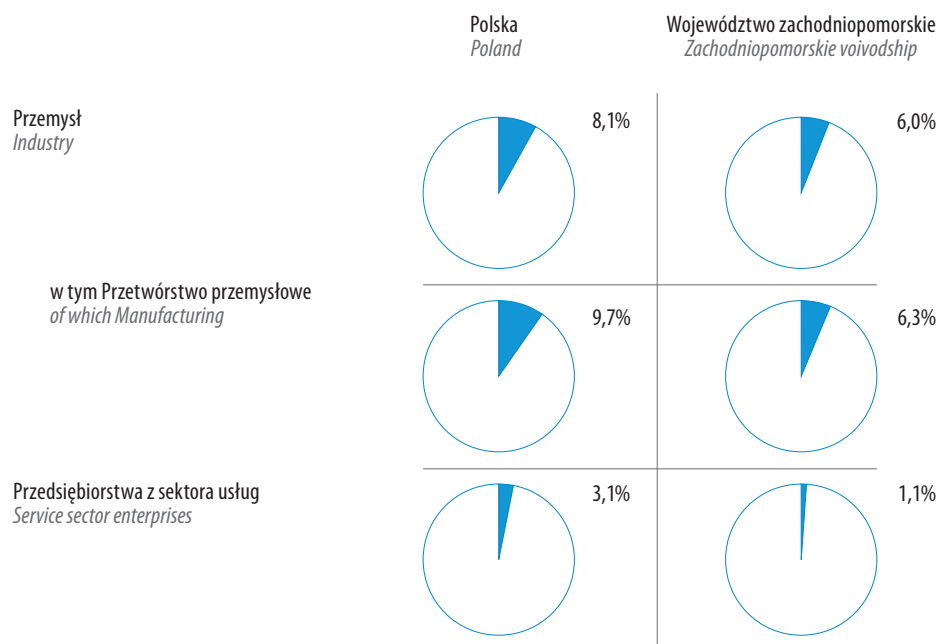 Polska
Poland
Województwo zachodniopomorskie
Zachodniopomorskie voivodship
Przemysł
Industry
8,1%
6,0%
w tym Przetwórstwo przemysłowe
of which Manufacturing
9,7%
6,3%
Przedsiębiorstwa z sektora usług
Service sector enterprises
3,1%
1,1%